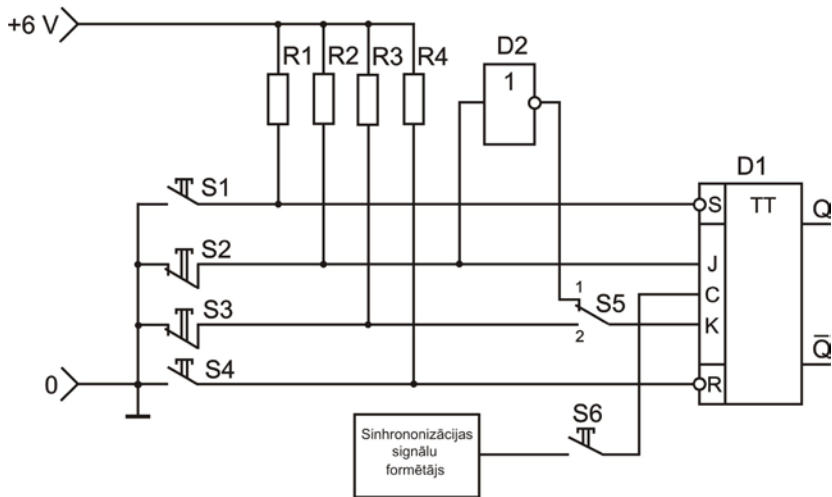 +6 V
R1 R2 R3 R4
D2
1
D1
S1
S TT Q
S2
J
1
C
S3
S5
K
2
Q̄
S4
0
R
S6
Sinhrononizācijas
signālu
formētājs